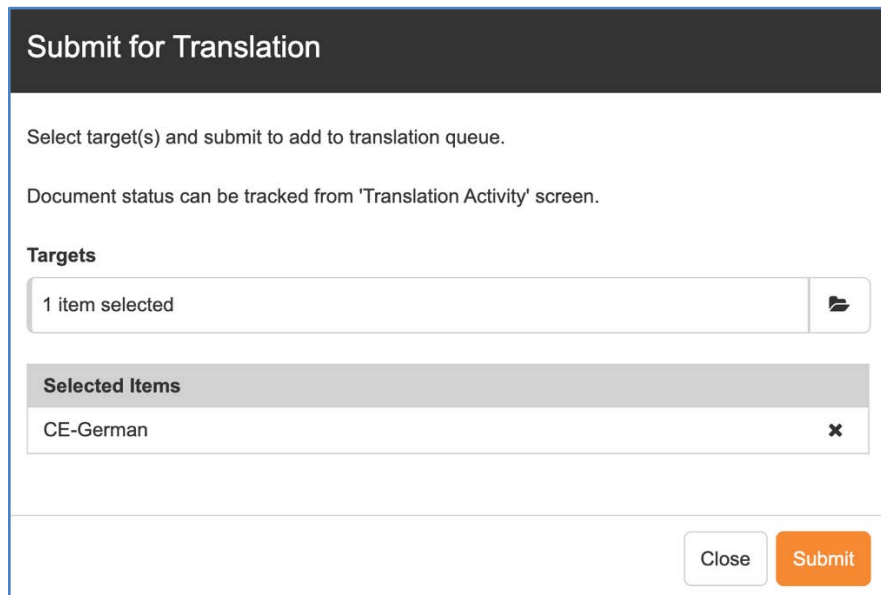 Submit for Translation
Select target(s) and submit to add to translation queue.
Document status can be tracked from 'Translation Activity' screen.
Targets
1 item selected
Selected Items
CE-German
Close Submit